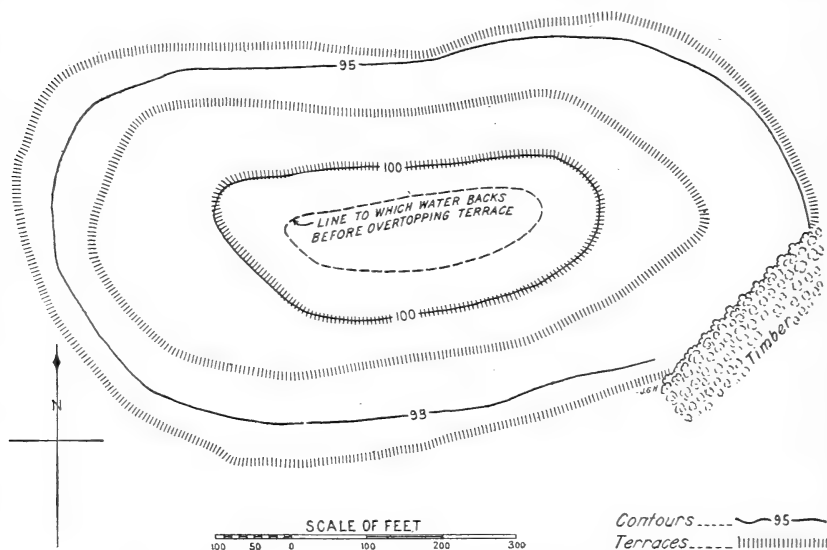 95
100
LINE TO WHICH WATER BACKS
BEFORE OVERTOPPING TERRACE
100
Timber
J.G.H.
N
93
SCALE OF FEET
100 50 0 100 200 300
Contours 95
Terraces